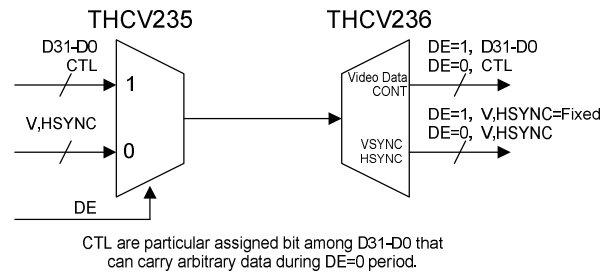 THCV235
THCV236
D31-D0
CTL
1
V,HSYNC
0
DE
Video Data
CONT
VSYNC
HSYNC
DE=1, D31-D0
DE=0, CTL
DE=1, V,HSYNC=Fixed
DE=0, V,HSYNC
CTL are particular assigned bit among D31-D0 that
can carry arbitrary data during DE=0 period.